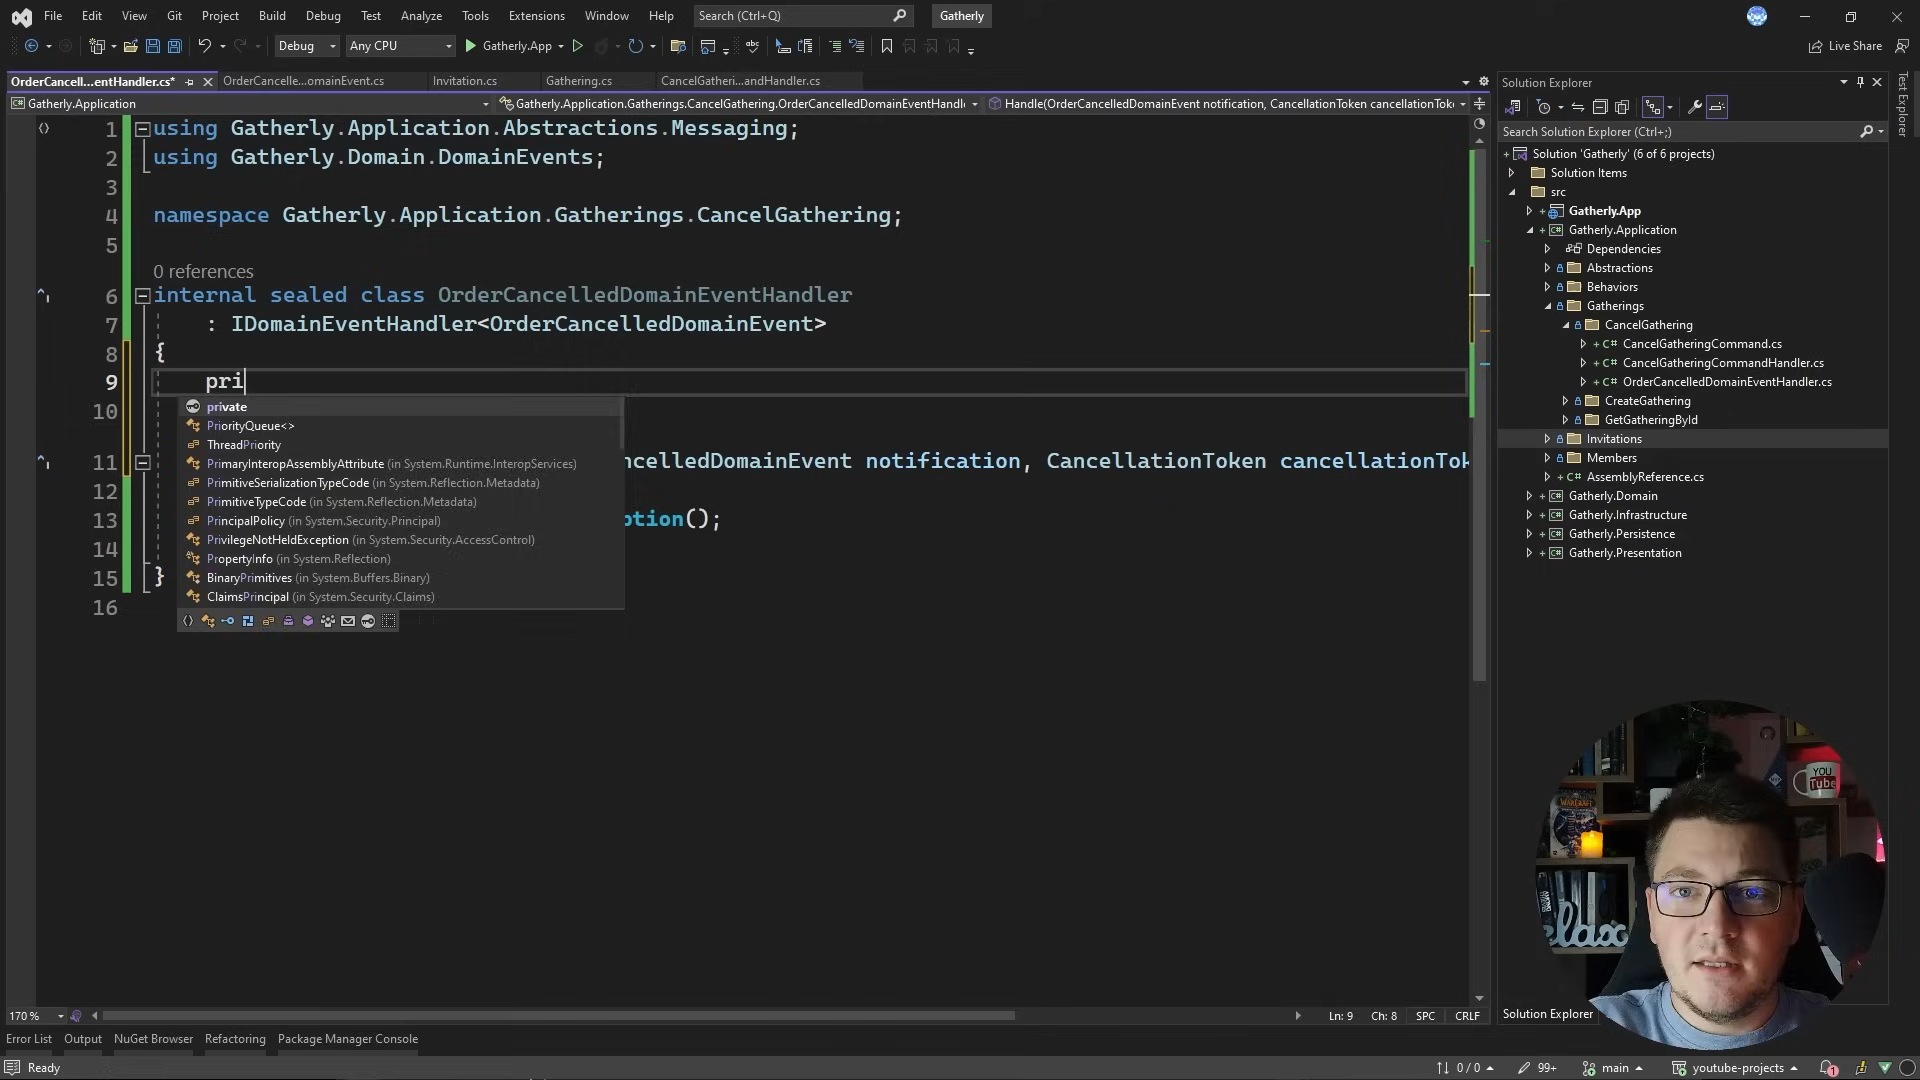 File Edit View Git Project Build Debug Test Analyze Tools Extensions Window Help Search (Ctrl+Q) Gatherly
Debug Any CPU Gatherly.App Live Share
OrderCancell...entHandler.cs* OrderCancelle...omainEvent.cs Invitation.cs Gathering.cs CancelGatheri...andHandler.cs
Gatherly.Application Gatherly.Application.Gatherings.CancelGathering.OrderCancelledDomainEventHandl Handle(OrderCancelledDomainEvent notification, CancellationToken cancellationTok
1 using Gatherly.Application.Abstractions.Messaging;
2 using Gatherly.Domain.DomainEvents;
3
4 namespace Gatherly.Application.Gatherings.CancelGathering;
5
0 references
6 internal sealed class OrderCancelledDomainEventHandler
7 : IDomainEventHandler<OrderCancelledDomainEvent>
8 {
9 pri
10
11 ncelledDomainEvent notification, CancellationToken cancellationTok
12
13 ption();
14
15 }
16
private
PriorityQueue<>
ThreadPriority
PrimaryInteropAssemblyAttribute (in System.Runtime.InteropServices)
PrimitiveSerializationTypeCode (in System.Reflection.Metadata)
PrimitiveTypeCode (in System.Reflection.Metadata)
PrincipalPolicy (in System.Security.Principal)
PrivilegeNotHeldException (in System.Security.AccessControl)
PropertyInfo (in System.Reflection)
BinaryPrimitives (in System.Buffers.Binary)
ClaimsPrincipal (in System.Security.Claims)
170 % Ln: 9 Ch: 8 SPC CRLF
Error List Output NuGet Browser Refactoring Package Manager Console
Ready 0 / 0 99+ main youtube-projects 1
Solution Explorer
Search Solution Explorer (Ctrl+;)
Solution 'Gatherly' (6 of 6 projects)
Solution Items
src
Gatherly.App
Gatherly.Application
Dependencies
Abstractions
Behaviors
Gatherings
CancelGathering
CancelGatheringCommand.cs
CancelGatheringCommandHandler.cs
OrderCancelledDomainEventHandler.cs
CreateGathering
GetGatheringById
Invitations
Members
AssemblyReference.cs
Gatherly.Domain
Gatherly.Infrastructure
Gatherly.Persistence
Gatherly.Presentation
Solution Explorer
Test Explorer
YOU
Tube
WARCRAFT
elax